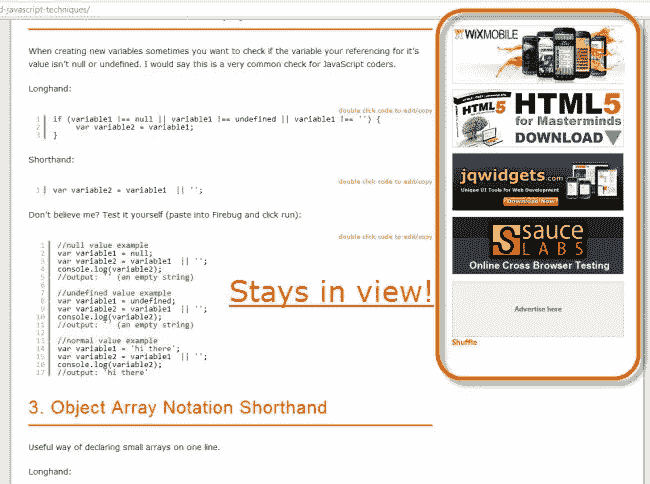 d-javascript-techniques/
When creating new variables sometimes you want to check if the variable your referencing for it's
value isn't null or undefined. I would say this is a very common check for JavaScript coders.
Longhand:
double click code to edit/copy
1 if (variable1 !== null || variable1 !== undefined || variable1 !== '') {
2 var variable2 = variable1;
3 }
Shorthand:
double click code to edit/copy
1 var variable2 = variable1 || '';
Don't believe me? Test it yourself (paste into Firebug and click run):
double click code to edit/copy
1 //null value example
2 var variable1 = null;
3 var variable2 = variable1 || '';
4 console.log(variable2);
5 //output: '' (an empty string)
6
7 //undefined value example
8 var variable1 = undefined;
9 var variable2 = variable1 || '';
10 console.log(variable2);
11 //output: '' (an empty string)
12
13 //normal value example
14 var variable1 = 'hi there';
15 var variable2 = variable1 || '';
16 console.log(variable2);
17 //output: 'hi there'
Stays in view!
3. Object Array Notation Shorthand
Useful way of declaring small arrays on one line.
Longhand:
WIXMOBILE
HTML
5
HTML5
for Masterminds
DOWNLOAD
jqwidgets.com
Unique UI Tools for Web Development
Download Now!
S SAUCE
LABS
Online Cross Browser Testing
Advertise here
Shuffle